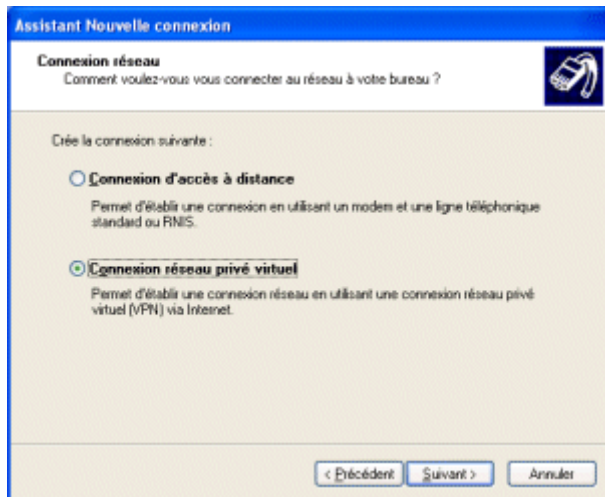 Assistant Nouvelle connexion
Connexion réseau
Comment voulez-vous vous connecter au réseau à votre bureau ?
Crée la connexion suivante :
Connexion d'accès à distance
Permet d'établir une connexion en utilisant un modem et une ligne téléphonique
standard ou RNIS.
Connexion réseau privé virtuel
Permet d'établir une connexion réseau en utilisant une connexion réseau privé
virtuel (VPN) via Internet.
< Précédent Suivant > Annuler